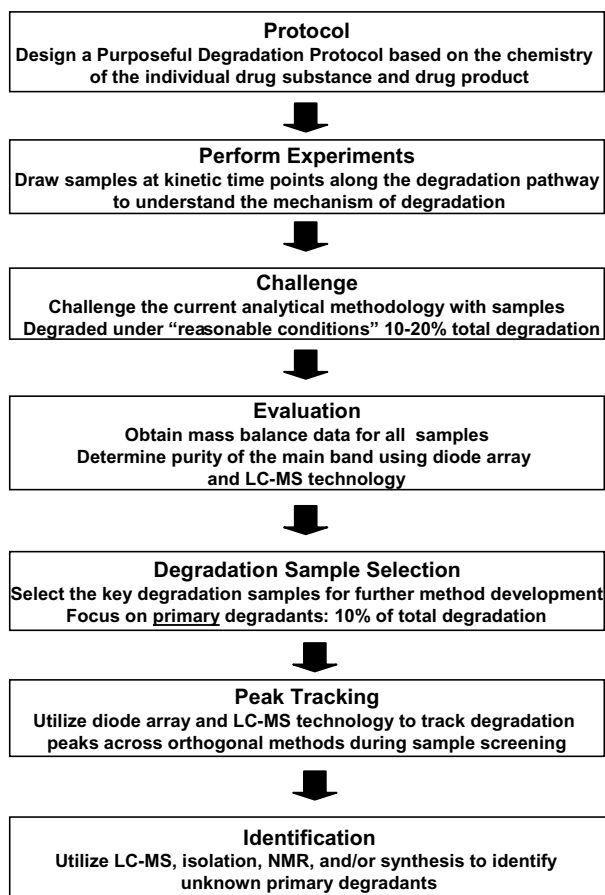 Protocol
Design a Purposeful Degradation Protocol based on the chemistry
of the individual drug substance and drug product
Perform Experiments
Draw samples at kinetic time points along the degradation pathway
to understand the mechanism of degradation
Challenge
Challenge the current analytical methodology with samples
Degraded under “reasonable conditions” 10-20% total degradation
Evaluation
Obtain mass balance data for all samples
Determine purity of the main band using diode array
and LC-MS technology
Degradation Sample Selection
Select the key degradation samples for further method development
Focus on primary degradants: 10% of total degradation
Peak Tracking
Utilize diode array and LC-MS technology to track degradation
peaks across orthogonal methods during sample screening
Identification
Utilize LC-MS, isolation, NMR, and/or synthesis to identify
unknown primary degradants